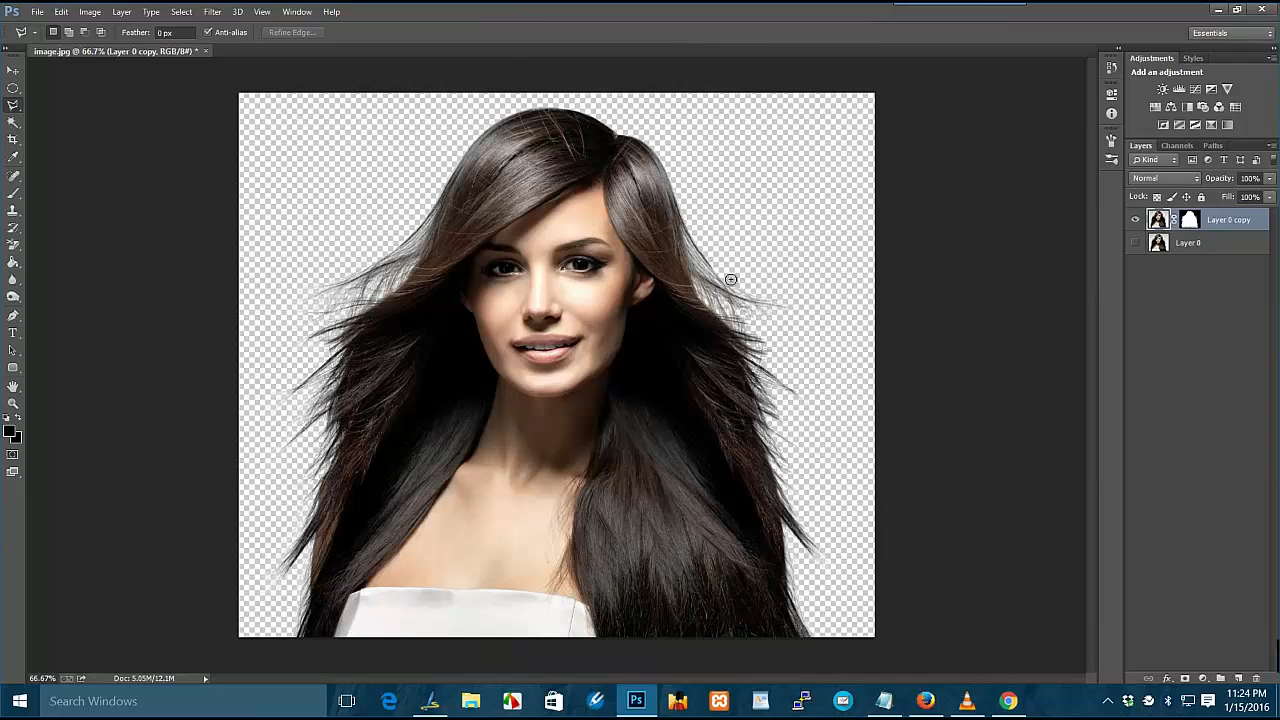 Ps File Edit Image Layer Type Select Filter 3D View Window Help
Feather: 0 px Anti-alias Refine Edge... Essentials
image.jpg @ 66.7% (Layer 0 copy, RGB/8#) * ×
Adjustments Styles
Add an adjustment
Layers Channels Paths
Kind
Normal Opacity: 100%
Lock: Fill: 100%
Layer 0 copy
Layer 0
66.67% Doc: 5.05M/12.1M
Search Windows
Ps
11:24 PM
1/15/2016